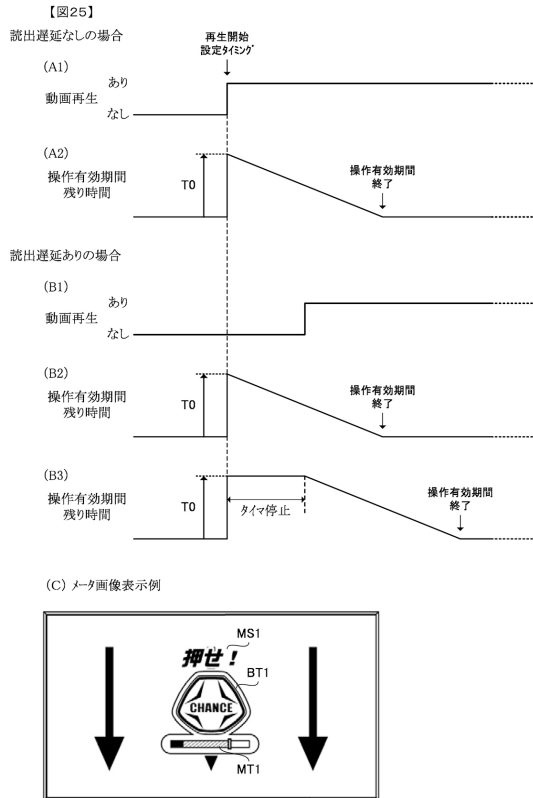 【図25】
読出遅延なしの場合
再生開始
設定タイミング
(A1)
あり
動画再生
なし
(A2)
操作有効期間
残り時間
T0
操作有効期間
終了
読出遅延ありの場合
(B1)
あり
動画再生
なし
(B2)
操作有効期間
残り時間
T0
操作有効期間
終了
(B3)
操作有効期間
残り時間
T0
タイマ停止
操作有効期間
終了
(C) メータ画像表示例
MS1
押せ!
BT1
CHANCE
MT1